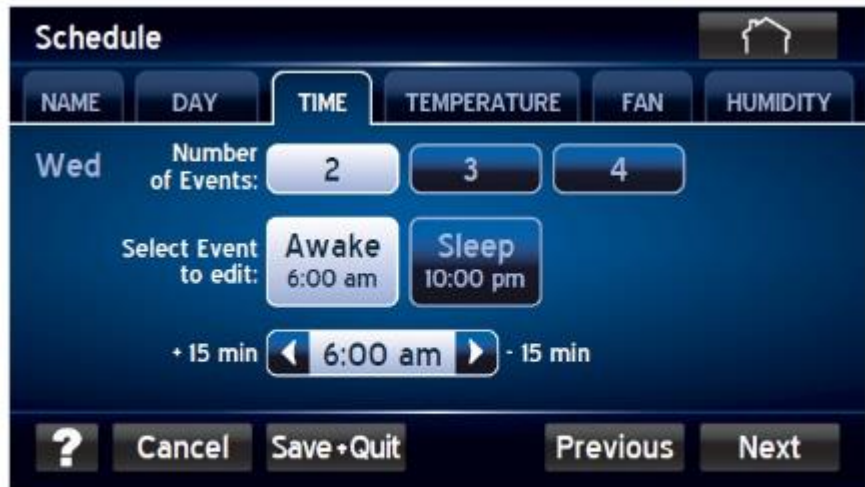 Schedule
NAME DAY TIME TEMPERATURE FAN HUMIDITY
Wed Number of Events: 2 3 4
Select Event to edit: Awake 6:00 am Sleep 10:00 pm
+ 15 min 6:00 am - 15 min
? Cancel Save+Quit Previous Next